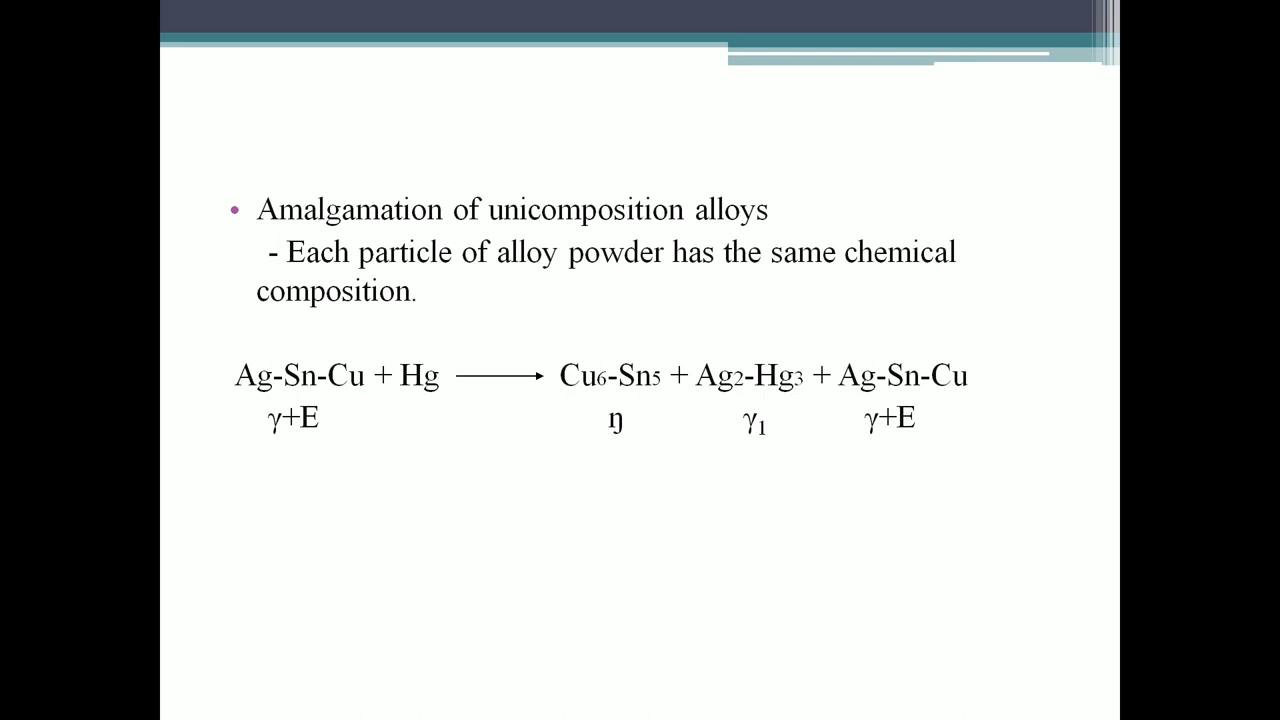 • Amalgamation of unicomposition alloys
- Each particle of alloy powder has the same chemical
composition.
Ag-Sn-Cu + Hg ⟶ Cu₆-Sn₅ + Ag₂-Hg₃ + Ag-Sn-Cu
γ+E ŋ γ₁ γ+E